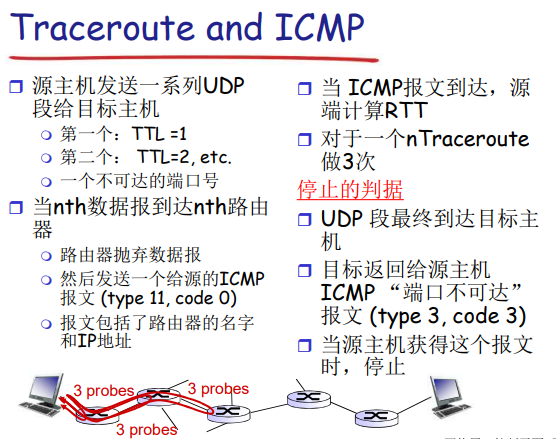 Traceroute and ICMP
源主机发送一系列UDP
段给目标主机
第一个：TTL =1
第二个： TTL=2, etc.
一个不可达的端口号
当nth数据报到达nth路由
器
路由器抛弃数据报
然后发送一个给源的ICMP
报文 (type 11, code 0)
报文包括了路由器的名字
和IP地址
当 ICMP报文到达，源
端计算RTT
对于一个nTraceroute
做3次
停止的判据
UDP 段最终到达目标主
机
目标返回给源主机
ICMP “端口不可达”
报文 (type 3, code 3)
当源主机获得这个报文
时，停止
3 probes
3 probes
3 probes